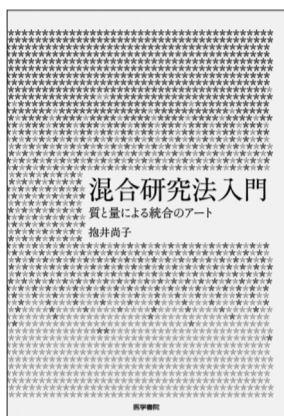 混合研究法入門
質と量による統合のアート
抱井尚子
医学書院